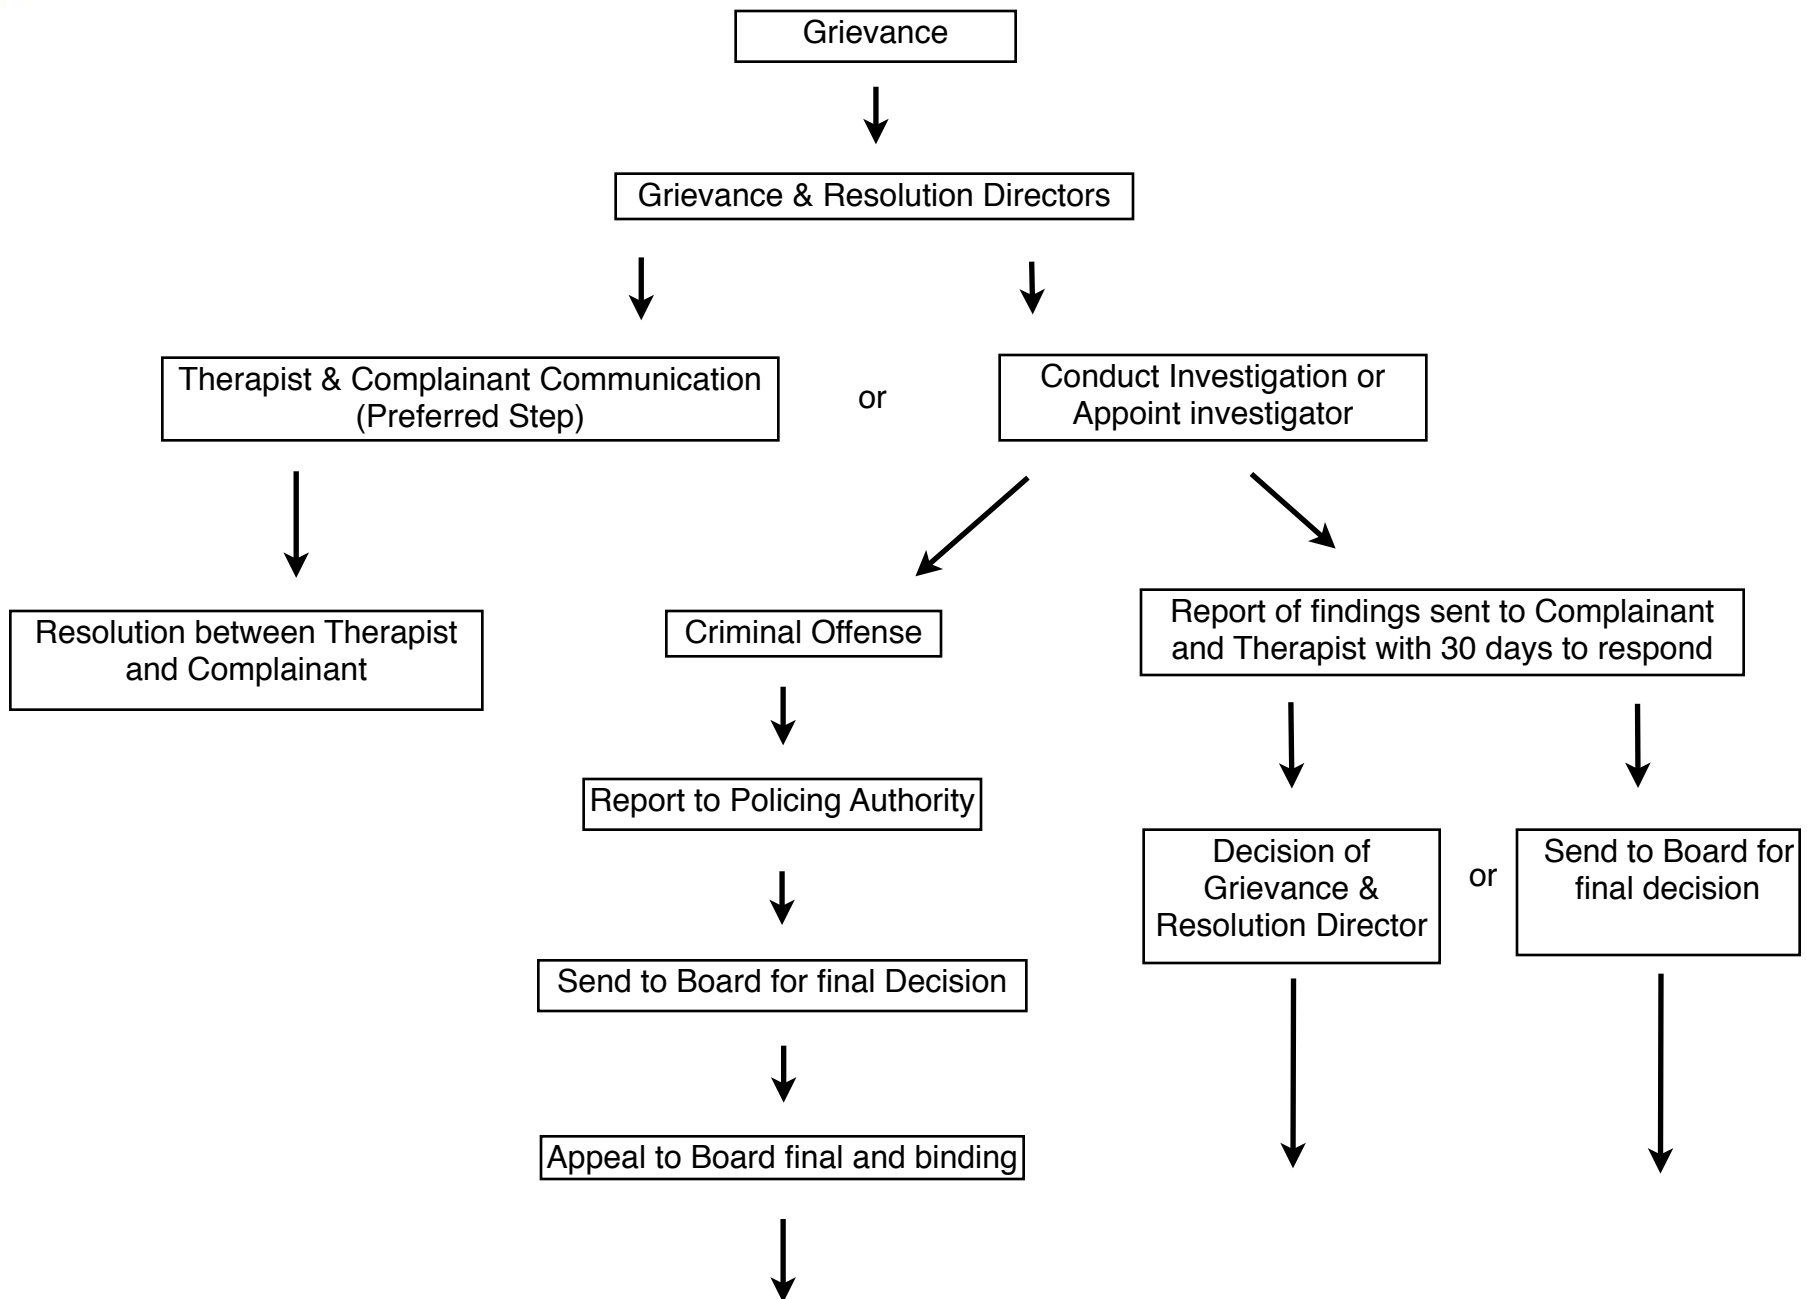 Grievance
Grievance & Resolution Directors
Therapist & Complainant Communication
(Preferred Step)
or
Conduct Investigation or
Appoint investigator
Resolution between Therapist
and Complainant
Criminal Offense
Report of findings sent to Complainant
and Therapist with 30 days to respond
Report to Policing Authority
Decision of
Grievance &
Resolution Director
or
Send to Board for
final decision
Send to Board for final Decision
Appeal to Board final and binding